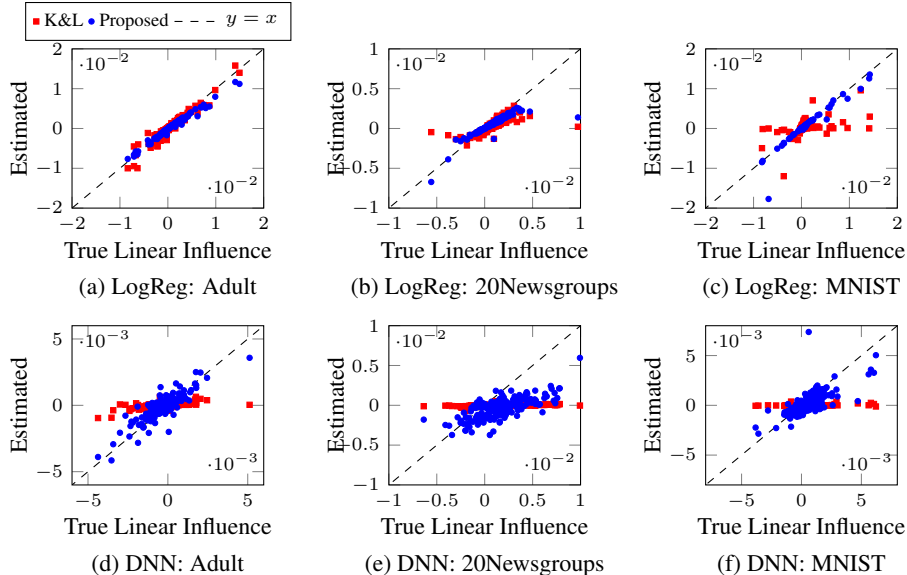 K&L Proposed y = x
2
1
0
−1
−2
·10⁻²
·10⁻²
Estimated
−2 −1 0 1 2
True Linear Influence
(a) LogReg: Adult
1
0.5
0
−0.5
−1
·10⁻²
·10⁻²
Estimated
−1 −0.5 0 0.5 1
True Linear Influence
(b) LogReg: 20Newsgroups
2
1
0
−1
−2
·10⁻²
·10⁻²
Estimated
−2 −1 0 1 2
True Linear Influence
(c) LogReg: MNIST
5
0
−5
·10⁻³
·10⁻³
Estimated
−5 0 5
True Linear Influence
(d) DNN: Adult
1
0.5
0
−0.5
−1
·10⁻²
·10⁻²
Estimated
−1 −0.5 0 0.5 1
True Linear Influence
(e) DNN: 20Newsgroups
5
0
−5
·10⁻³
·10⁻³
Estimated
−5 0 5
True Linear Influence
(f) DNN: MNIST